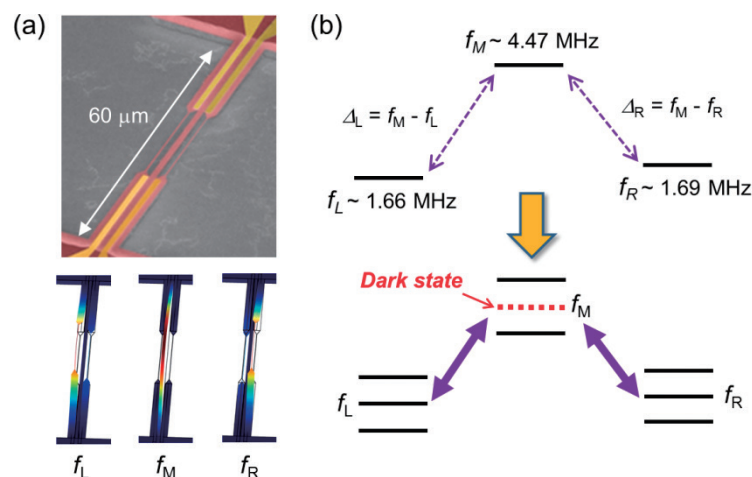 (a)
60 μm
f_L
f_M
f_R
(b)
f_M ~ 4.47 MHz
Δ_L = f_M - f_L
Δ_R = f_M - f_R
f_L ~ 1.66 MHz
f_R ~ 1.69 MHz
Dark state
f_M
f_L
f_R